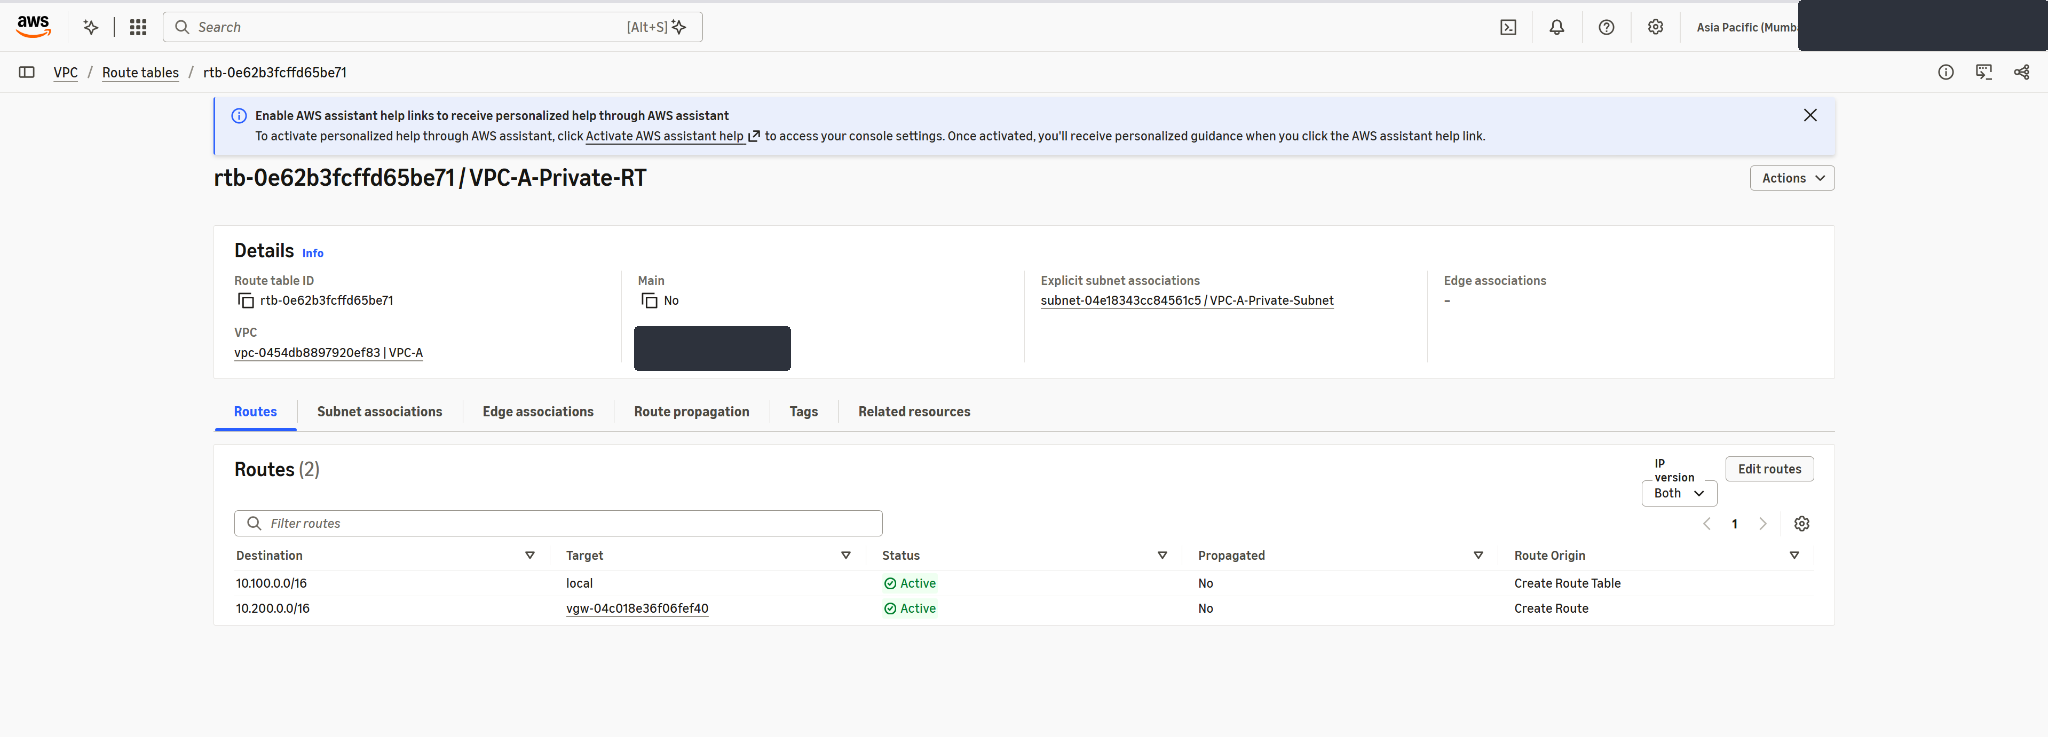 aws
Search [Alt+S]
Asia Pacific (Mumb
VPC / Route tables / rtb-0e62b3fcffd65be71
Enable AWS assistant help links to receive personalized help through AWS assistant
To activate personalized help through AWS assistant, click Activate AWS assistant help to access your console settings. Once activated, you'll receive personalized guidance when you click the AWS assistant help link.
rtb-0e62b3fcffd65be71 / VPC-A-Private-RT
Actions
Details Info
Route table ID
rtb-0e62b3fcffd65be71
Main
No
Explicit subnet associations
subnet-04e18343cc84561c5 / VPC-A-Private-Subnet
Edge associations
–
VPC
vpc-0454db8897920ef83 | VPC-A
Routes Subnet associations Edge associations Route propagation Tags Related resources
Routes (2)
IP version
Both
Edit routes
Filter routes
1
Destination Target Status Propagated Route Origin
10.100.0.0/16 local Active No Create Route Table
10.200.0.0/16 vgw-04c018e36f06fef40 Active No Create Route